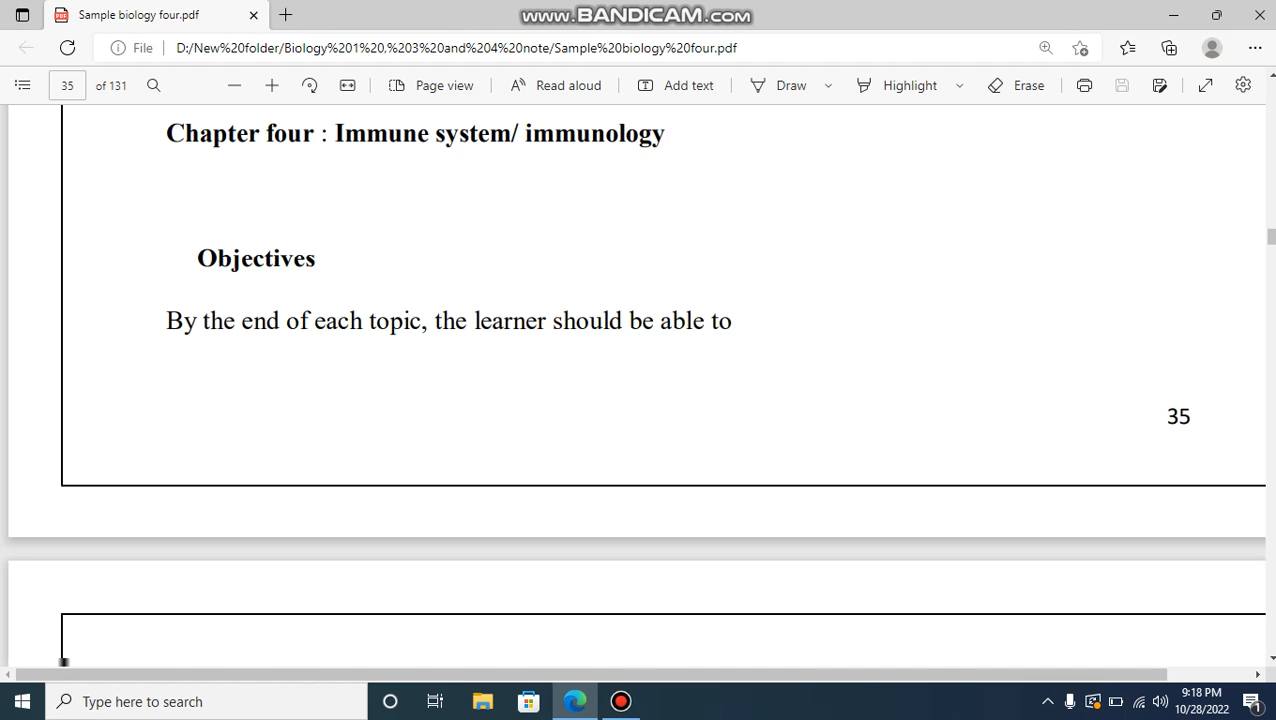 Sample biology four.pdf
www.BANDICAM.com
File D:/New%20folder/Biology%201%20.%203%20and%204%20note/Sample%20biology%20four.pdf
35 of 131 Page view Read aloud Add text Draw Highlight Erase
Chapter four : Immune system/ immunology
Objectives
By the end of each topic, the learner should be able to
35
Type here to search
9:18 PM
10/28/2022
1